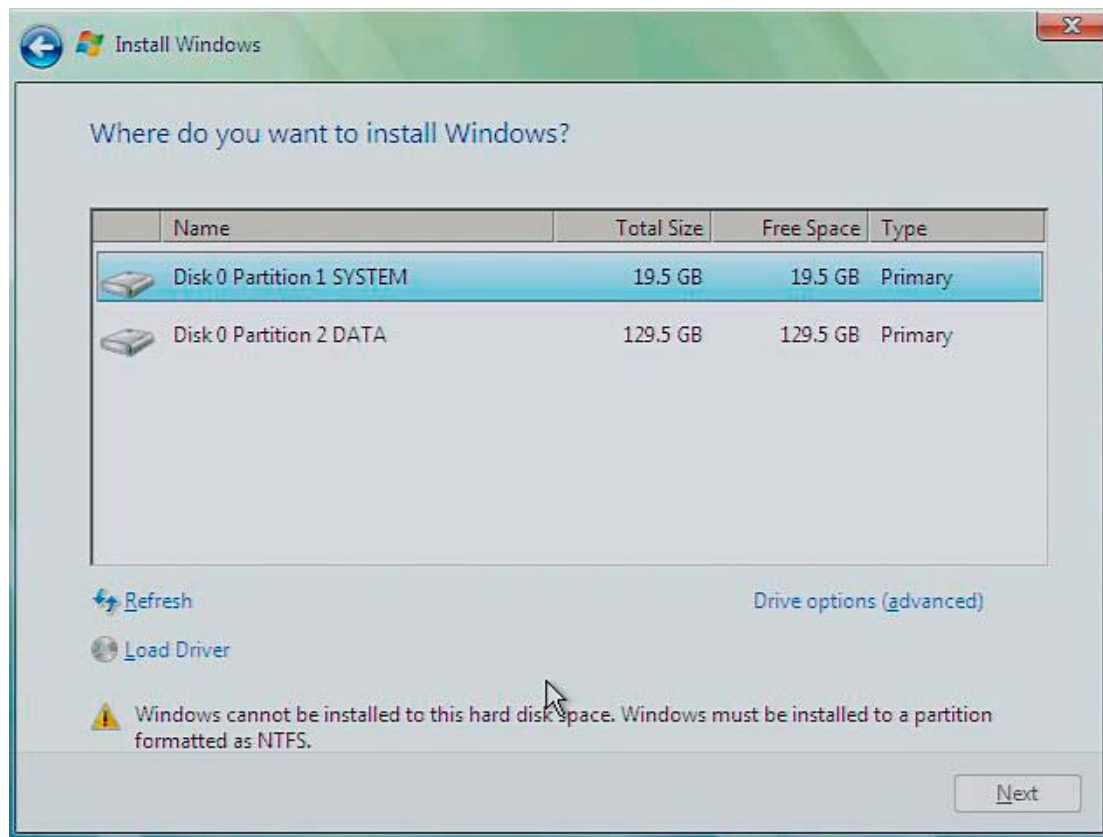 Install Windows
Where do you want to install Windows?
Name Total Size Free Space Type
Disk 0 Partition 1 SYSTEM 19.5 GB 19.5 GB Primary
Disk 0 Partition 2 DATA 129.5 GB 129.5 GB Primary
Refresh Drive options (advanced)
Load Driver
Windows cannot be installed to this hard disk space. Windows must be installed to a partition
formatted as NTFS.
Next